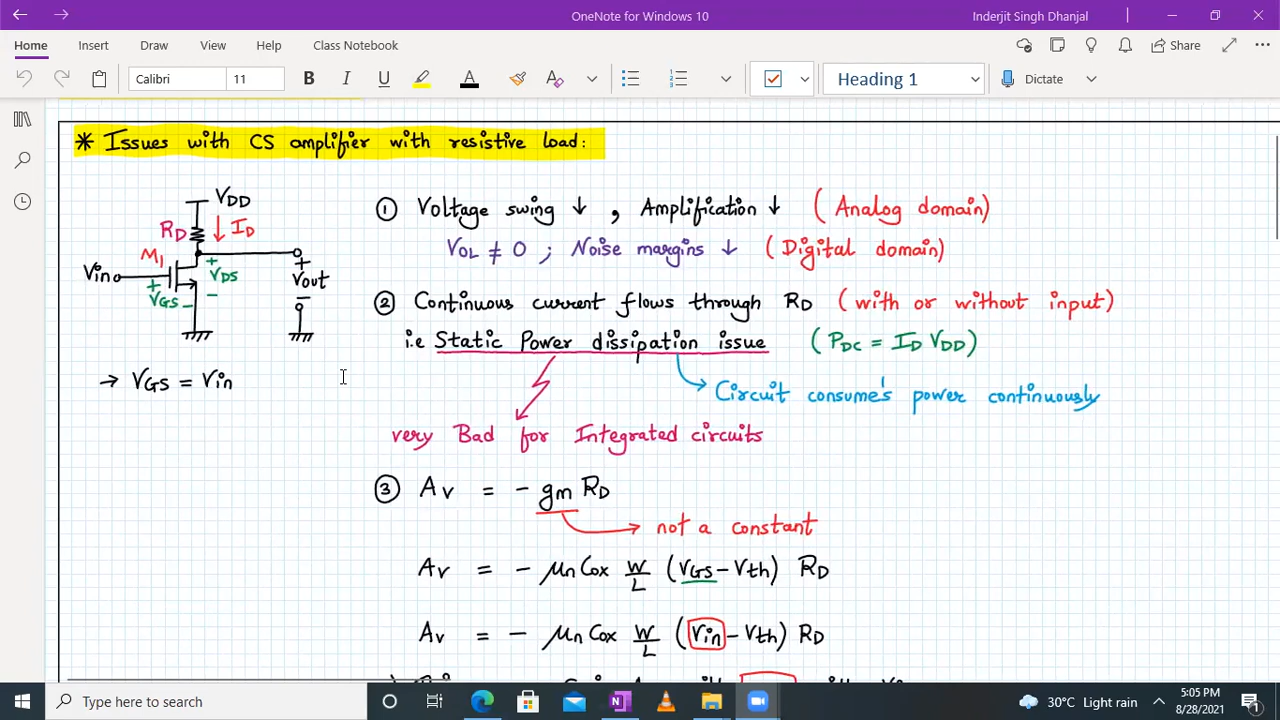 OneNote for Windows 10
Inderjit Singh Dhanjal
Home Insert Draw View Help Class Notebook Share
Calibri 11 B I U A Heading 1 Dictate
* Issues with CS amplifier with resistive load:
VDD
RD ↓ ID
M1
Vin
+ VGS −
+ VDS −
+ Vout −
→ VGS = Vin
① Voltage swing ↓ , Amplification ↓ (Analog domain)
VOL ≠ 0 ; Noise margins ↓ (Digital domain)
② Continuous current flows through RD (with or without input)
i.e Static Power dissipation issue (PDC = ID VDD)
Circuit consume's power continuously
very Bad for Integrated circuits
③ Av = - gm RD
not a constant
Av = - μn Cox W/L (VGS - Vth) RD
Av = - μn Cox W/L (Vin - Vth) RD
Type here to search
30°C Light rain
5:05 PM
8/28/2021
1